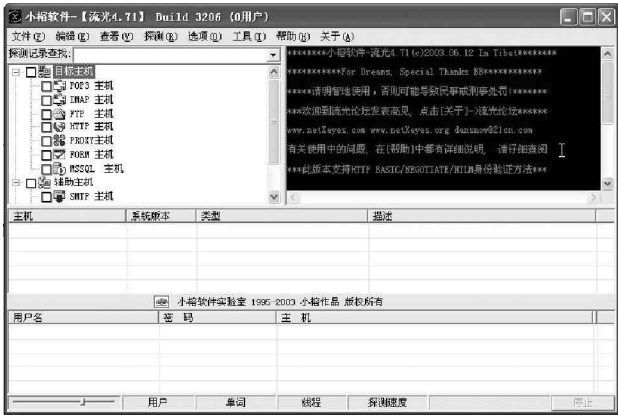 小榕软件-【流光4.71】 Build 3206 (0用户)
文件(F) 编辑(E) 查看(V) 探测(R) 选项(O) 工具(T) 帮助(H) 关于(A)
探测记录查找:
目标主机
POP3 主机
IMAP 主机
FTP 主机
HTTP 主机
PROXY主机
FORM 主机
MSSQL 主机
辅助主机
SMTP 主机
********小榕软件-流光4.71(c)2003.06.12 In Tibet********
***********For Dreams, Special Thanks BB***********
*****请明智地使用，否则可能导致民事或刑事处罚!*******
***欢迎到流光论坛发表高见，点击[关于]->流光论坛*******
www.netXeyes.com www.netXeyes.org dansnow@21cn.com
有关使用中的问题，在[帮助]中都有详细说明，请仔细查阅
***此版本支持HTTP BASIC/NEGOTIATE/NTLM身份验证方法***
主机 系统版本 类型 描述
小榕软件实验室 1995-2003 小榕作品 版权所有
用户名 密 码 主 机
用户 单词 线程 探测速度 停止